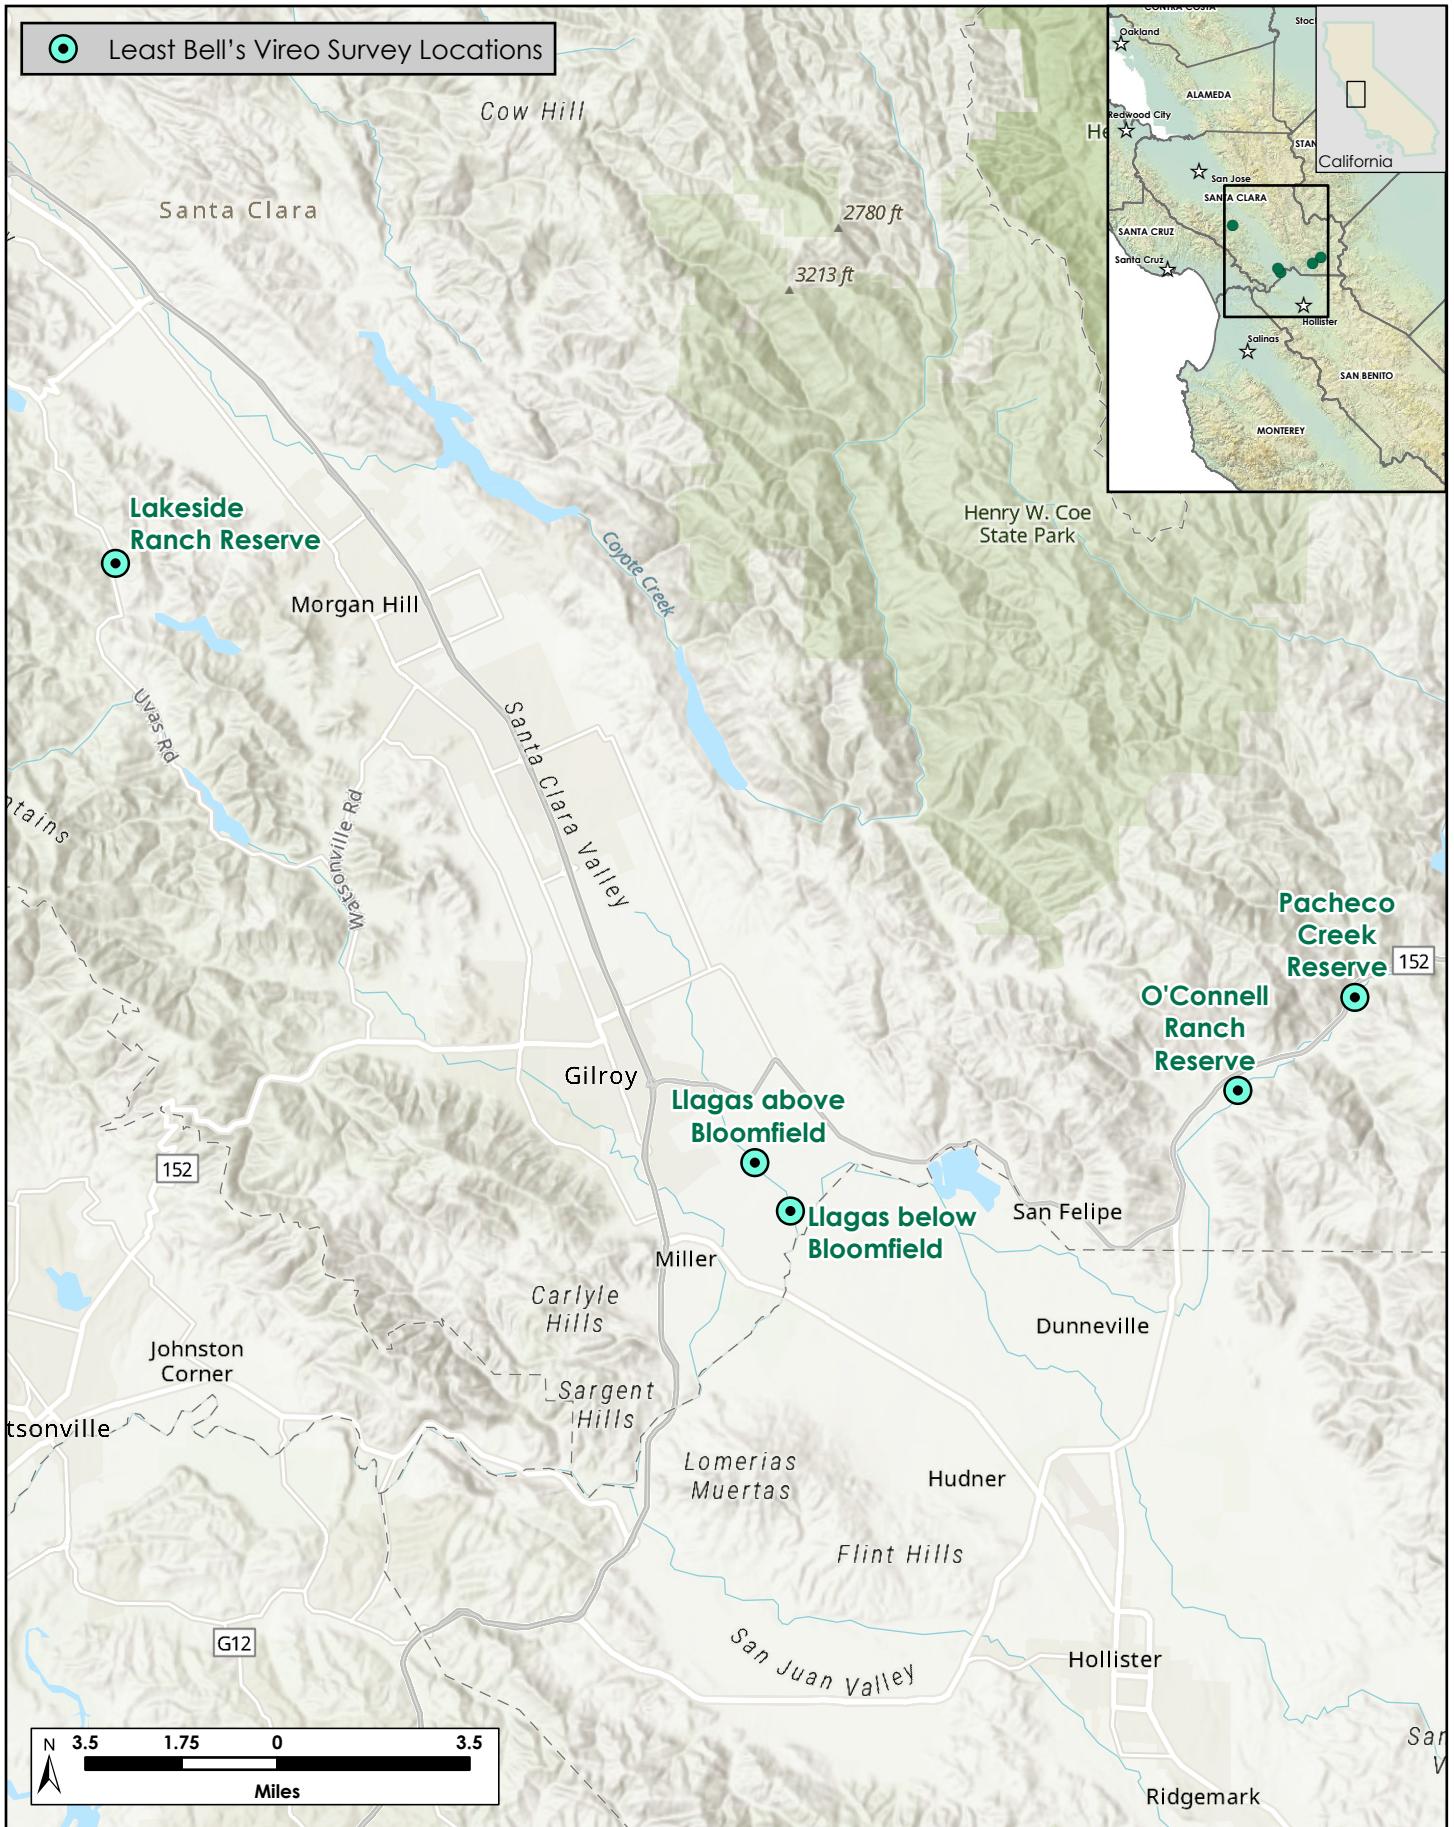 Least Bell's Vireo Survey Locations
Cow Hill
Santa Clara
2780 ft
3213 ft
Oakland
ALAMEDA
Redwood City
San Jose
SANTA CLARA
SANTA CRUZ
Santa Cruz
Hollister
Salinas
SAN BENITO
MONTEREY
California
Lakeside
Ranch Reserve
Morgan Hill
Coyote Creek
Henry W. Coe
State Park
Uvas Rd
Santa Clara Valley
Watsonville Rd
ntains
Pacheco
Creek
Reserve
152
O'Connell
Ranch
Reserve
Gilroy
Llagas above
Bloomfield
152
Llagas below
Bloomfield
San Felipe
Miller
Carlyle
Hills
Dunneville
Johnston
Corner
Sargent
Hills
tsonville
Lomerias
Muertas
Hudner
Flint Hills
G12
San Juan Valley
Hollister
Ridgemark
San
V
N
3.5 1.75 0 3.5
Miles